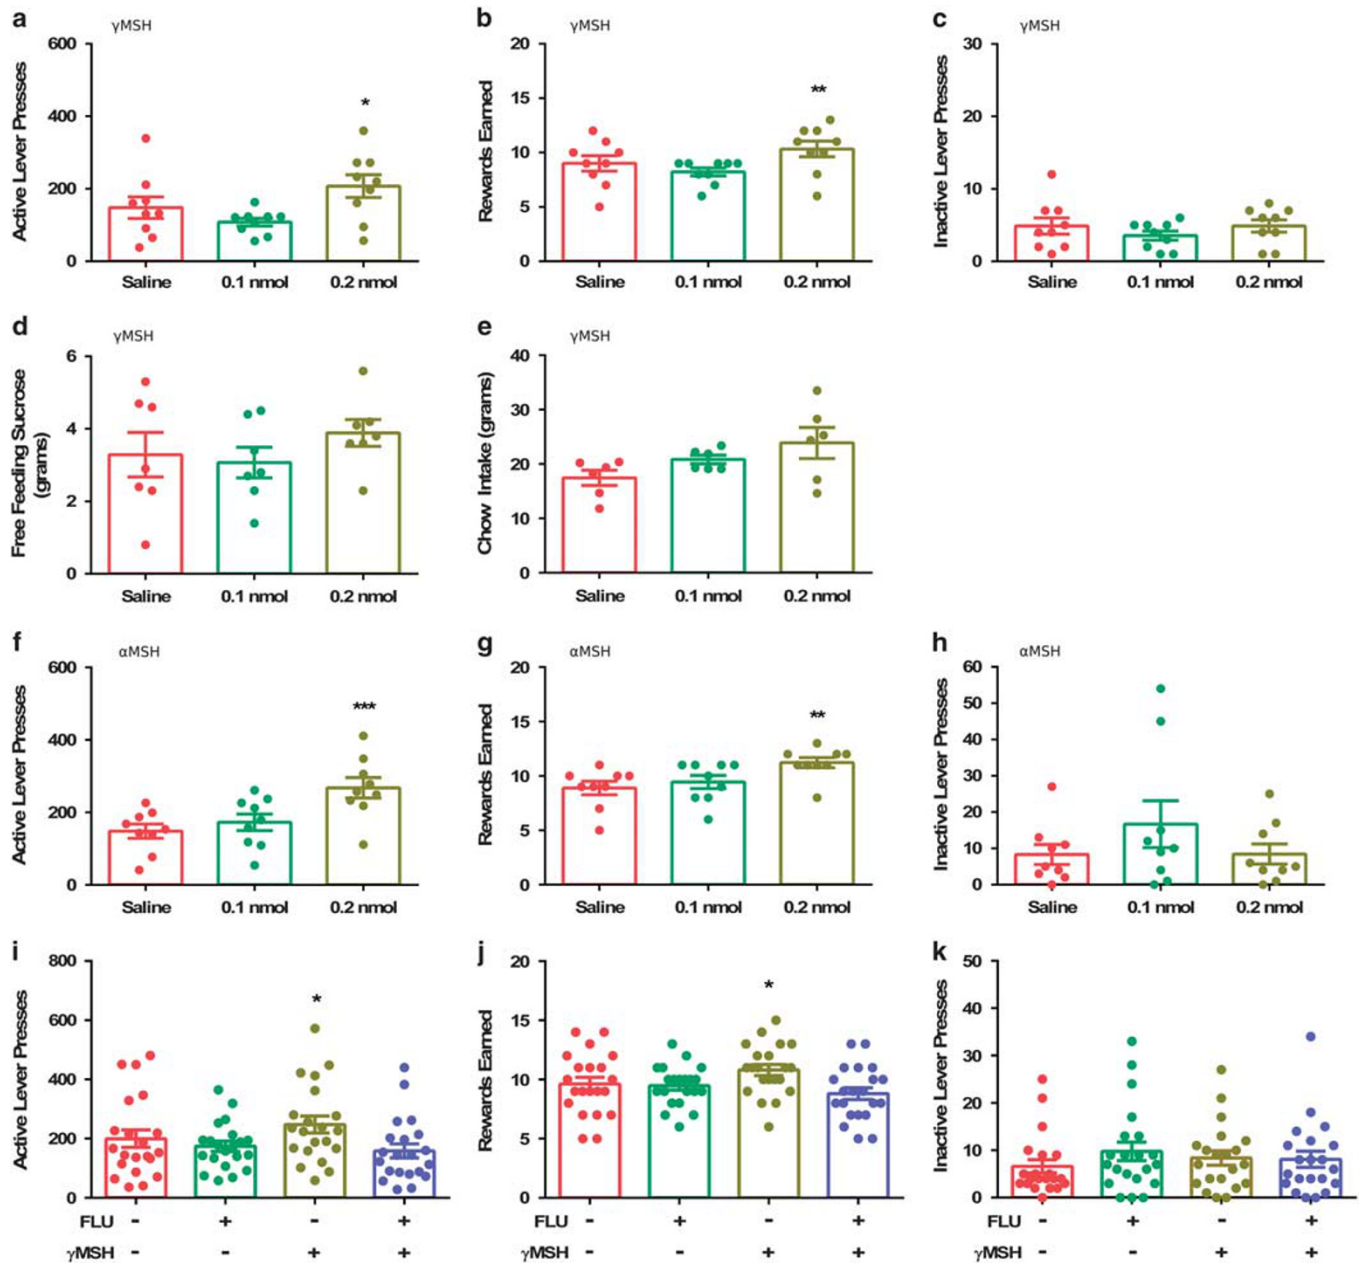 a
γMSH
Active Lever Presses
600
400
200
0
*
Saline
0.1 nmol
0.2 nmol
b
γMSH
Rewards Earned
20
15
10
5
0
**
Saline
0.1 nmol
0.2 nmol
c
γMSH
Inactive Lever Presses
30
20
10
0
Saline
0.1 nmol
0.2 nmol
d
γMSH
Free Feeding Sucrose
(grams)
6
4
2
0
Saline
0.1 nmol
0.2 nmol
e
γMSH
Chow Intake (grams)
40
30
20
10
0
Saline
0.1 nmol
0.2 nmol
f
αMSH
Active Lever Presses
600
400
200
0
***
Saline
0.1 nmol
0.2 nmol
g
αMSH
Rewards Earned
20
15
10
5
0
**
Saline
0.1 nmol
0.2 nmol
h
αMSH
Inactive Lever Presses
60
50
40
30
20
10
0
Saline
0.1 nmol
0.2 nmol
i
Active Lever Presses
800
600
400
200
0
*
FLU - + - +
γMSH - - + +
j
Rewards Earned
20
15
10
5
0
*
- + - +
- - + +
k
Inactive Lever Presses
50
40
30
20
10
0
FLU - + - +
γMSH - - + +